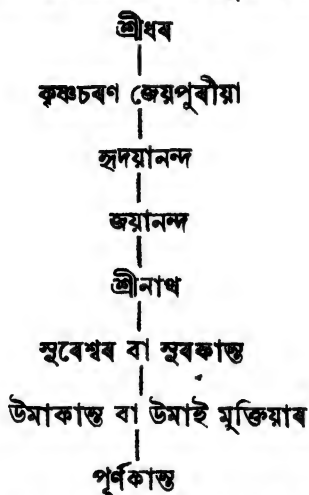 শ্ৰীধৰ
কৃষ্ণচৰণ জেয়পুৰীয়া
হৃদয়ানন্দ
জয়ানন্দ
শ্ৰীনাথ
সুৰেশ্বৰ বা সুৰকান্ত
উমাকান্ত বা উমাই মুক্তিয়াৰ
পূৰ্ণকান্ত